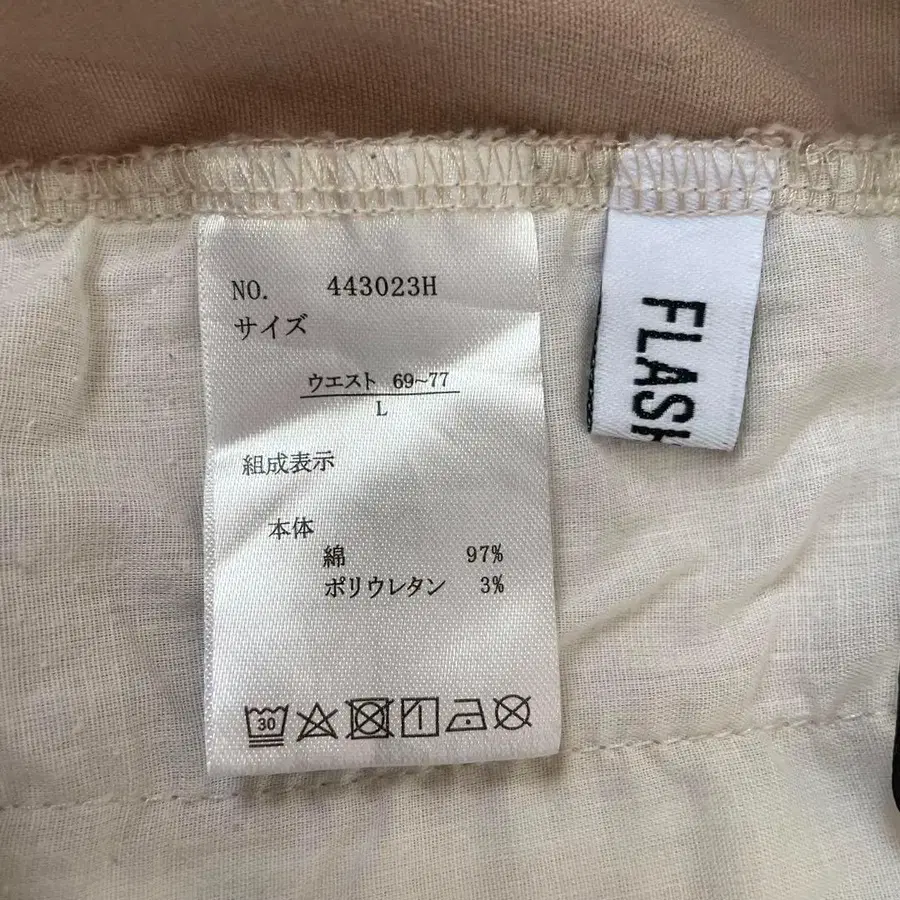 NO. 443023H
サイズ
ウエスト 69~77
L
組成表示
本体
綿 97%
ポリウレタン 3%
30
FLASH